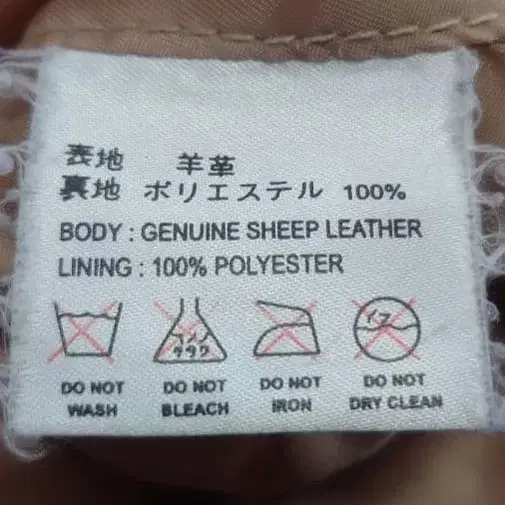 表地 羊革
裏地 ポリエステル 100%
BODY : GENUINE SHEEP LEATHER
LINING : 100% POLYESTER
DO NOT WASH
DO NOT BLEACH
DO NOT IRON
DO NOT DRY CLEAN